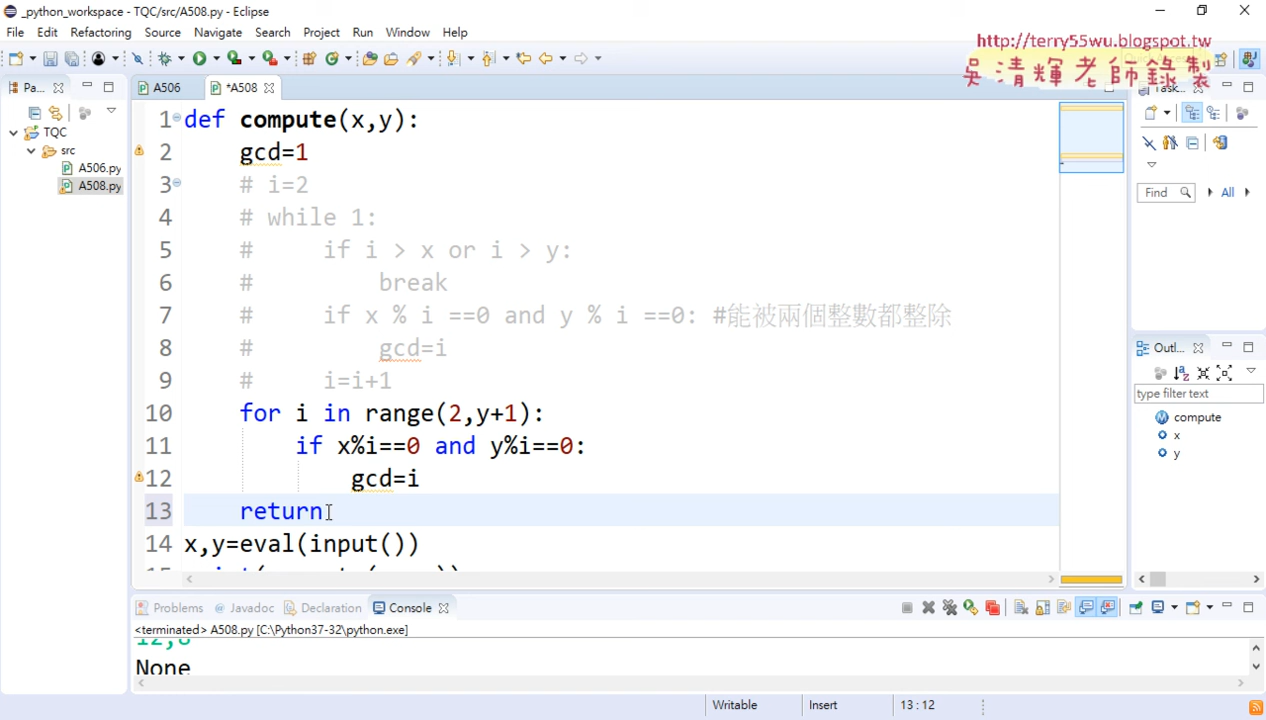 _python_workspace - TQC/src/A508.py - Eclipse
File Edit Refactoring Source Navigate Search Project Run Window Help
http://terry55wu.blogspot.tw
吳清輝老師錄製
Pa...
A506
*A508
Task...
TQC
src
A506.py
A508.py
1 def compute(x,y):
2 gcd=1
3 # i=2
4 # while 1:
5 # if i > x or i > y:
6 # break
7 # if x % i ==0 and y % i ==0: #能被兩個整數都整除
8 # gcd=i
9 # i=i+1
10 for i in range(2,y+1):
11 if x%i==0 and y%i==0:
12 gcd=i
13 return
14 x,y=eval(input())
Find All
Outl...
type filter text
compute
x
y
Problems Javadoc Declaration Console
<terminated> A508.py [C:\Python37-32\python.exe]
12,8
None
Writable Insert 13 : 12